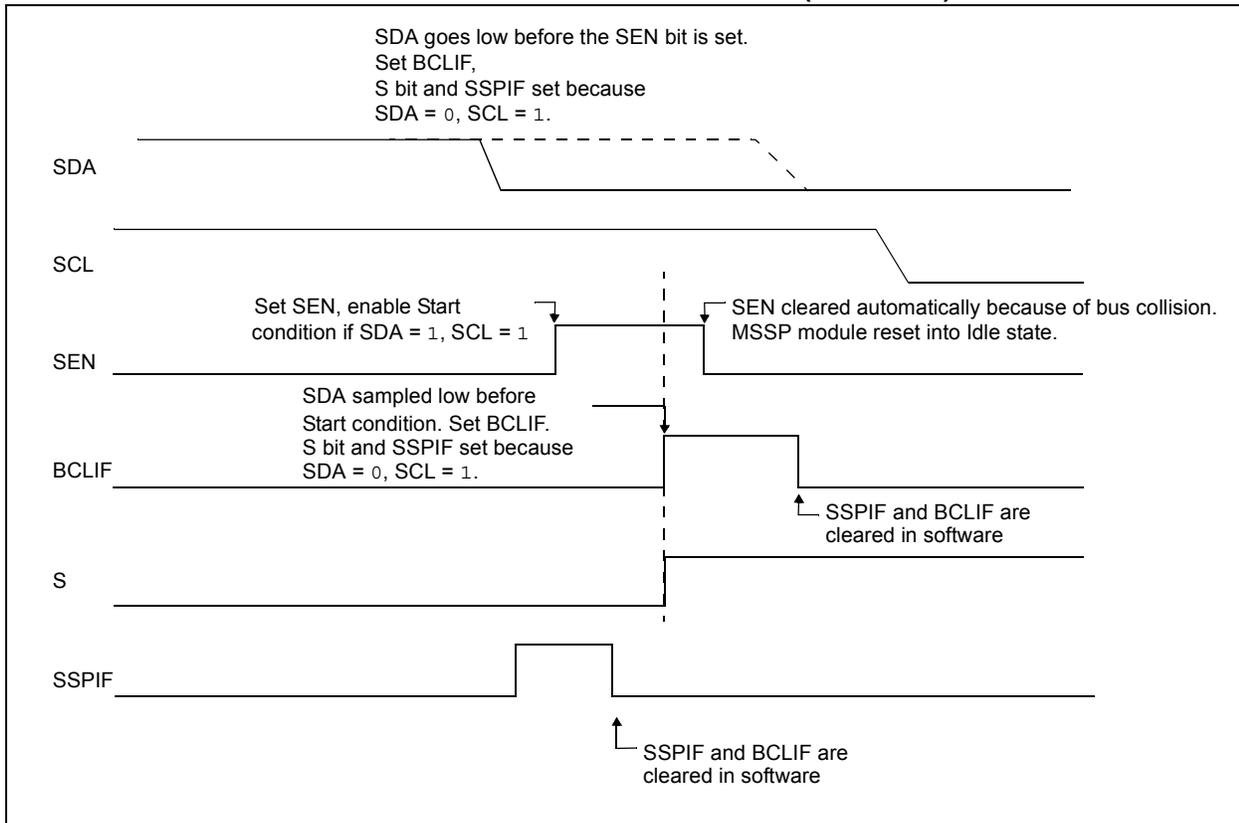 SDA goes low before the SEN bit is set.
Set BCLIF,
S bit and SSPIF set because
SDA = 0, SCL = 1.
SDA
SCL
Set SEN, enable Start
condition if SDA = 1, SCL = 1
SEN cleared automatically because of bus collision.
MSSP module reset into Idle state.
SEN
SDA sampled low before
Start condition. Set BCLIF.
S bit and SSPIF set because
SDA = 0, SCL = 1.
BCLIF
SSPIF and BCLIF are
cleared in software
S
SSPIF
SSPIF and BCLIF are
cleared in software